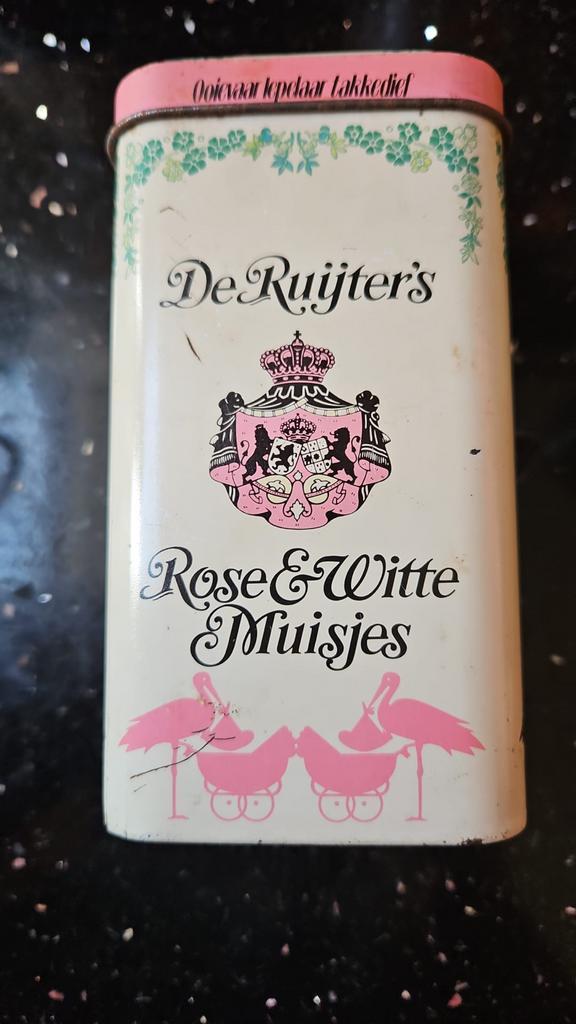 Ooievaar lepelaar takkedief
De Ruijter's
Rose & Witte
Muisjes